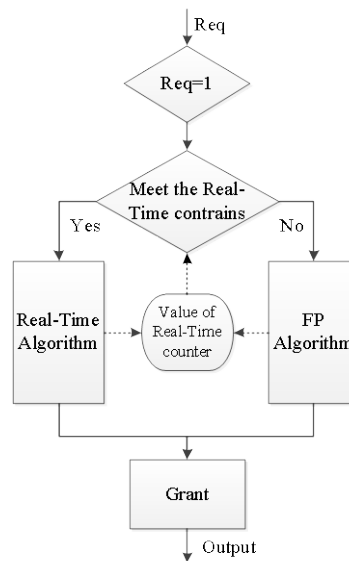 Req
Req=1
Meet the Real-
Time contrains
Yes
No
Real-Time
Algorithm
Value of
Real-Time
counter
FP
Algorithm
Grant
Output